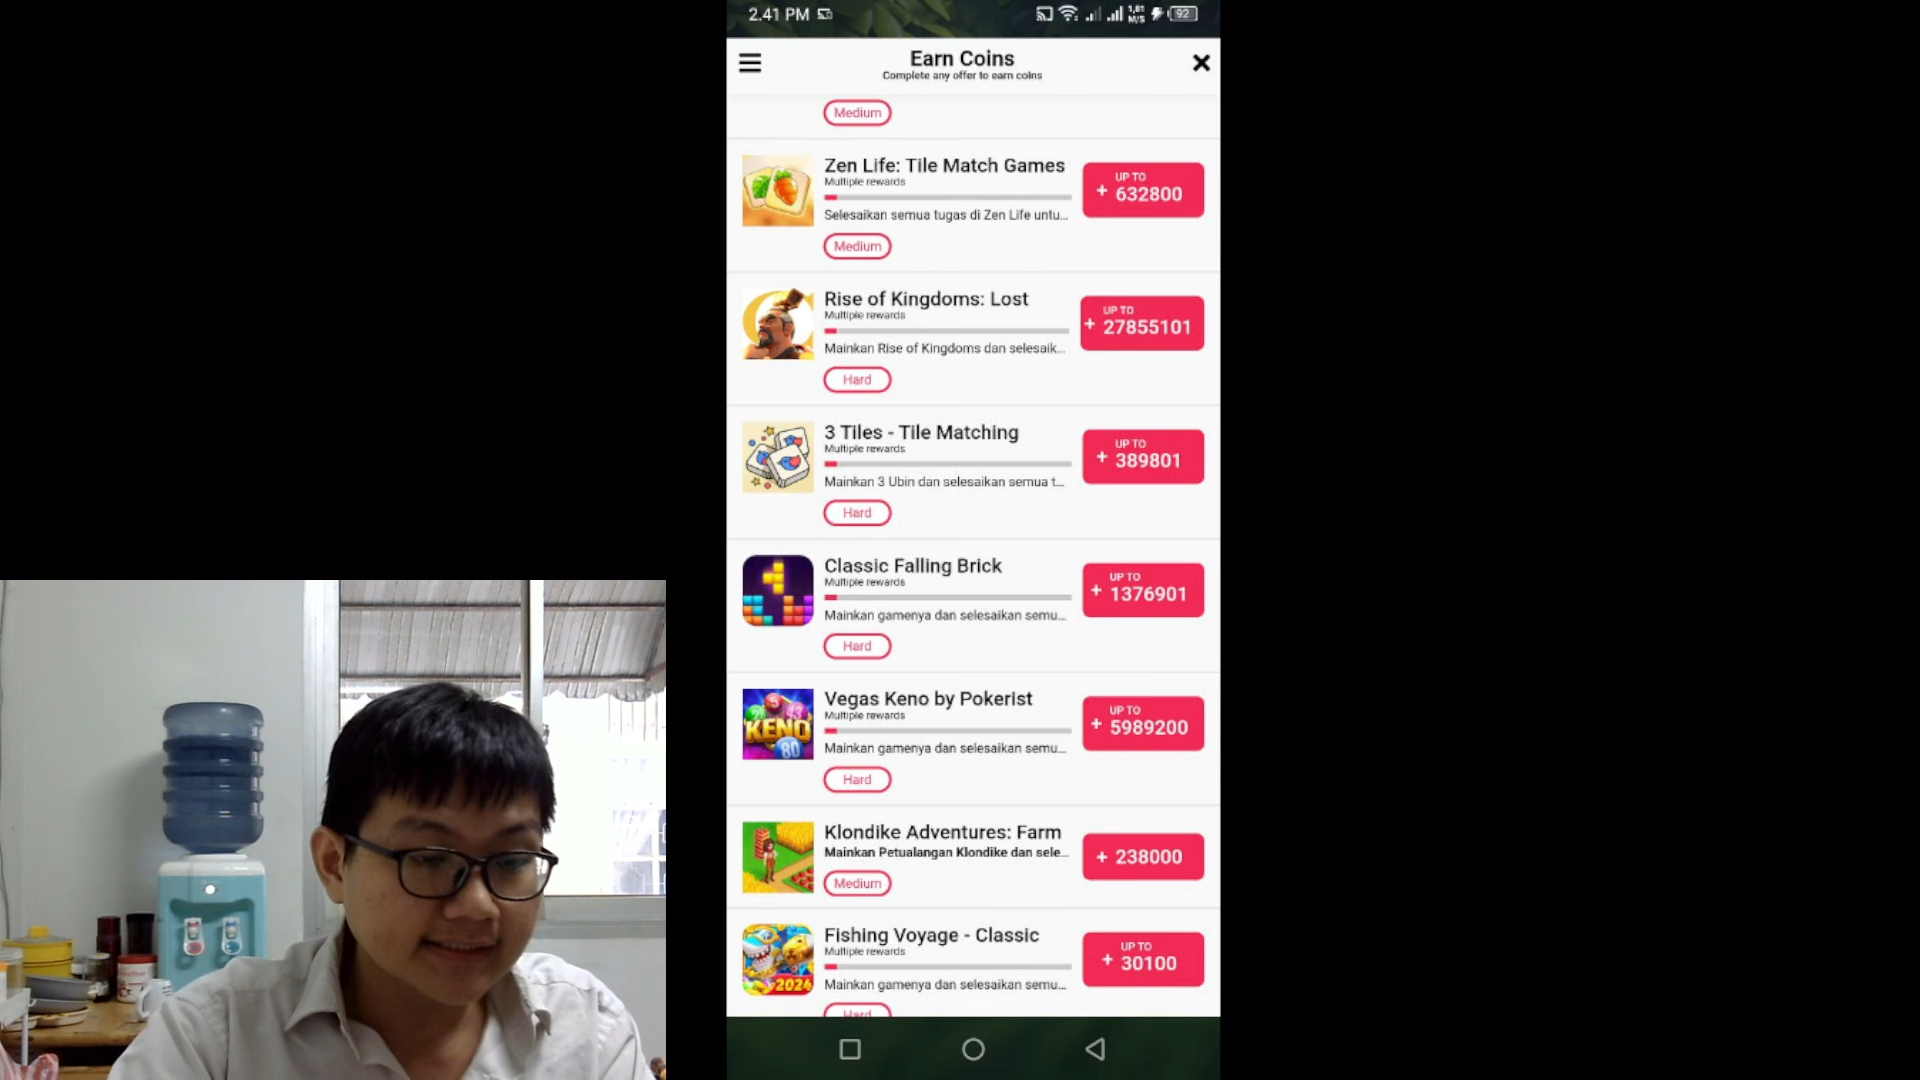 2.41 PM
1,81
M/S
92
Earn Coins
Complete any offer to earn coins
Medium
Zen Life: Tile Match Games
Multiple rewards
Selesaikan semua tugas di Zen Life untu...
Medium
UP TO
+ 632800
Rise of Kingdoms: Lost
Multiple rewards
Mainkan Rise of Kingdoms dan selesaik...
Hard
UP TO
+ 27855101
3 Tiles - Tile Matching
Multiple rewards
Mainkan 3 Ubin dan selesaikan semua t...
Hard
UP TO
+ 389801
Classic Falling Brick
Multiple rewards
Mainkan gamenya dan selesaikan semu...
Hard
UP TO
+ 1376901
KENO
80
Vegas Keno by Pokerist
Multiple rewards
Mainkan gamenya dan selesaikan semu...
Hard
UP TO
+ 5989200
Klondike Adventures: Farm
Mainkan Petualangan Klondike dan sele...
Medium
+ 238000
2024
Fishing Voyage - Classic
Multiple rewards
Mainkan gamenya dan selesaikan semu...
Hard
UP TO
+ 30100